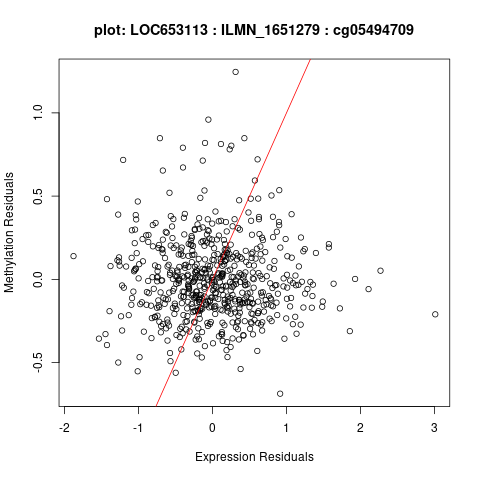 plot: LOC653113 : ILMN_1651279 : cg05494709
Methylation Residuals
1.0
0.5
0.0
-0.5
-2 -1 0 1 2 3
Expression Residuals